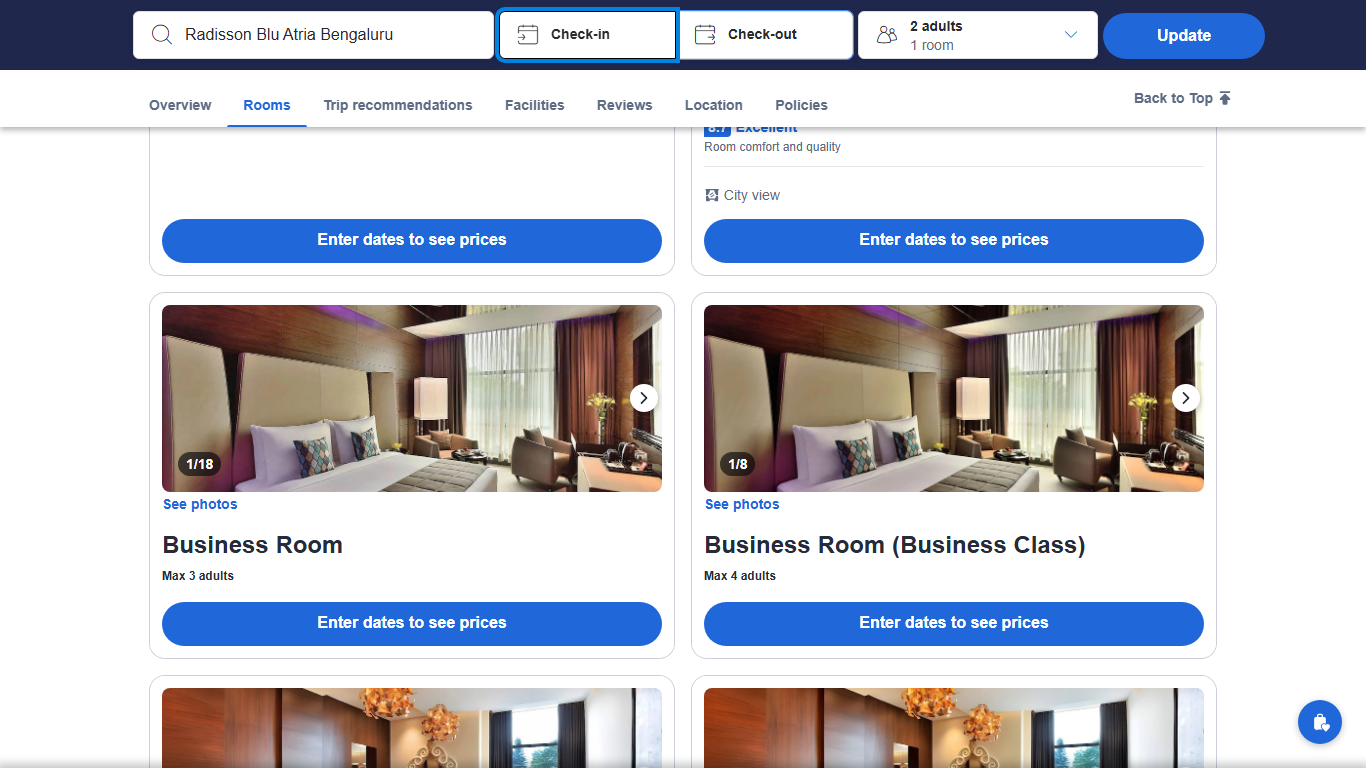 Radisson Blu Atria Bengaluru
Check-in
Check-out
2 adults
1 room
Update
Overview
Rooms
Trip recommendations
Facilities
Reviews
Location
Policies
Back to Top
8.7 Excellent
Room comfort and quality
City view
Enter dates to see prices
Enter dates to see prices
1/18
See photos
Business Room
Max 3 adults
Enter dates to see prices
1/8
See photos
Business Room (Business Class)
Max 4 adults
Enter dates to see prices